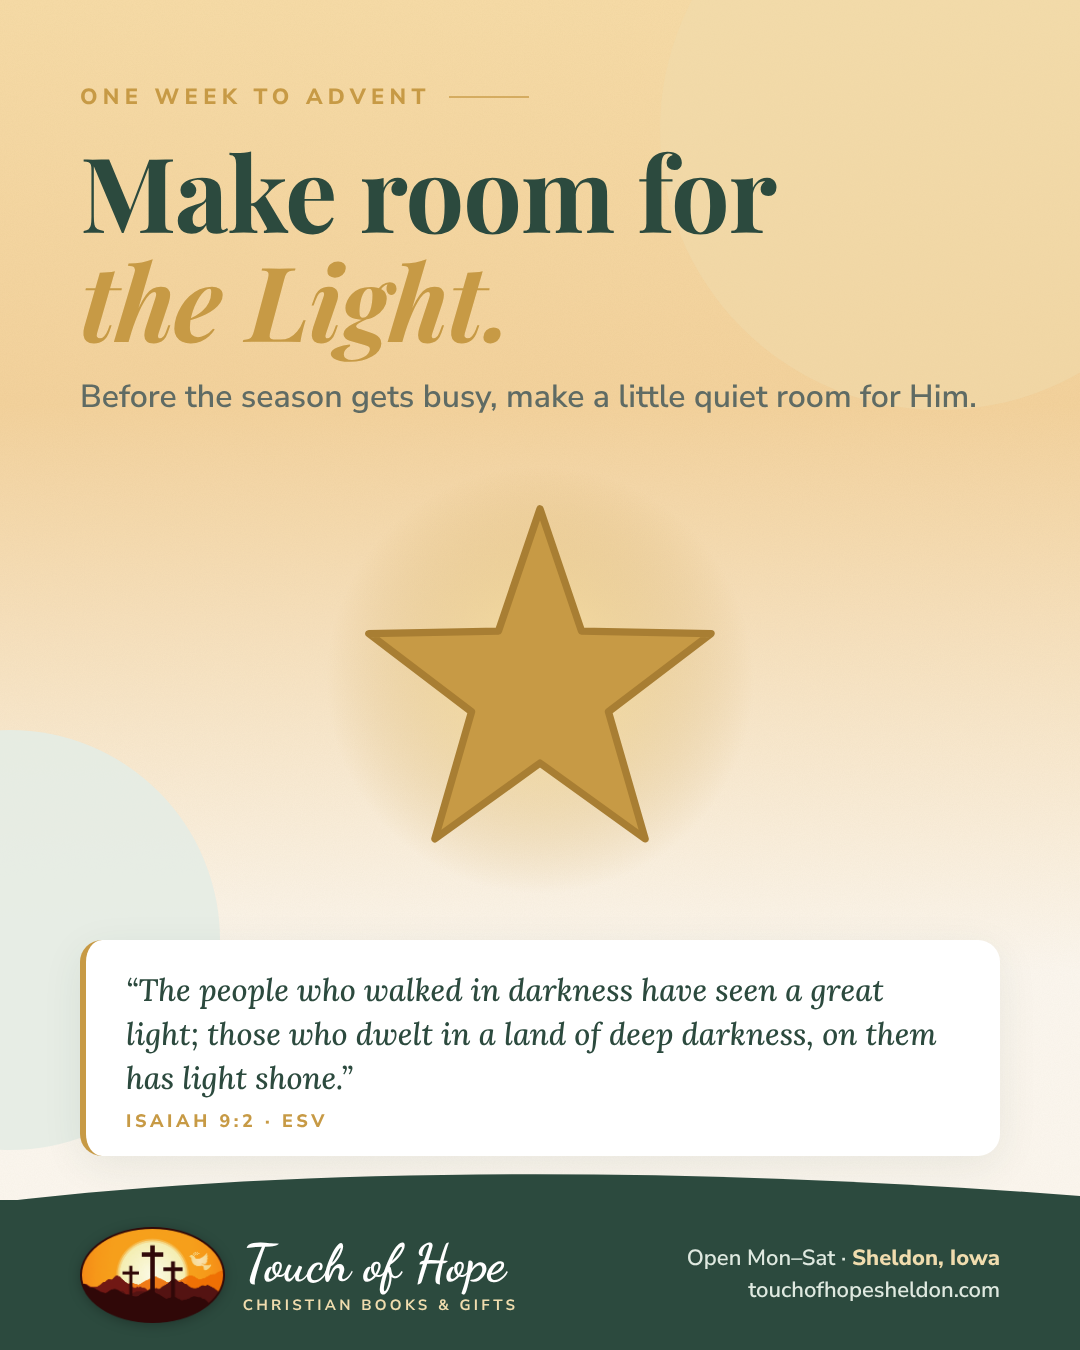 ONE WEEK TO ADVENT
Make room for
the Light.
Before the season gets busy, make a little quiet room for Him.
“The people who walked in darkness have seen a great
light; those who dwelt in a land of deep darkness, on them
has light shone.”
ISAIAH 9:2 · ESV
Touch of Hope
CHRISTIAN BOOKS & GIFTS
Open Mon–Sat · Sheldon, Iowa
touchofhopesheldon.com